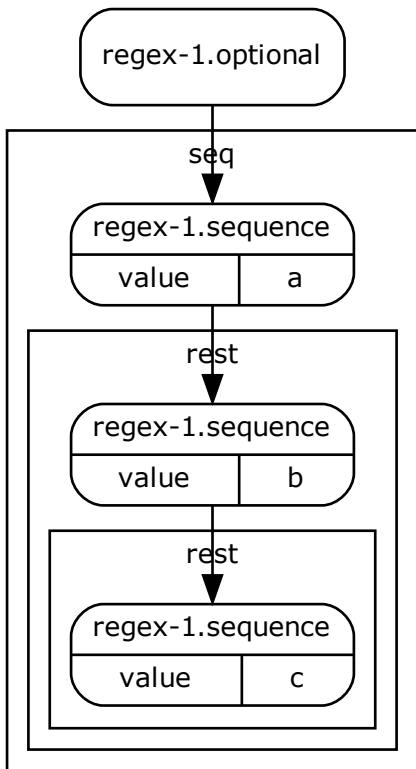 regex-1.optional
seq
regex-1.sequence
value a
rest
regex-1.sequence
value b
rest
regex-1.sequence
value c